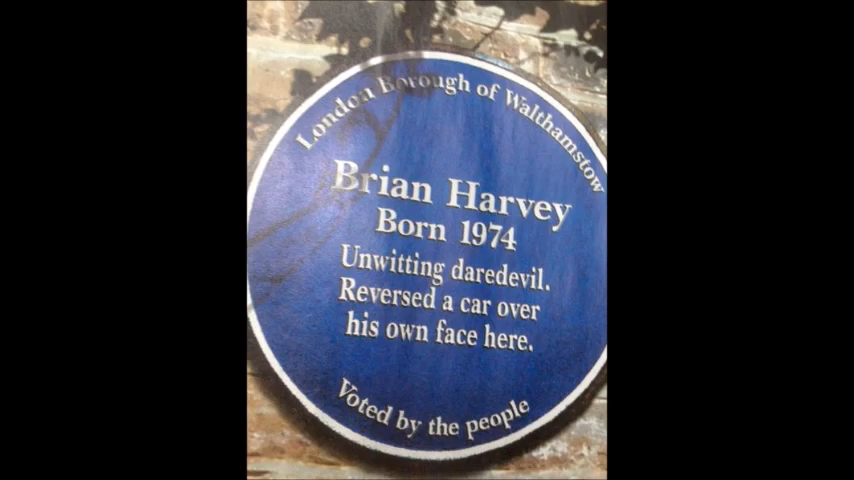 London Borough of Walthamstow
Brian Harvey
Born 1974
Unwitting daredevil.
Reversed a car over
his own face here.
Voted by the people